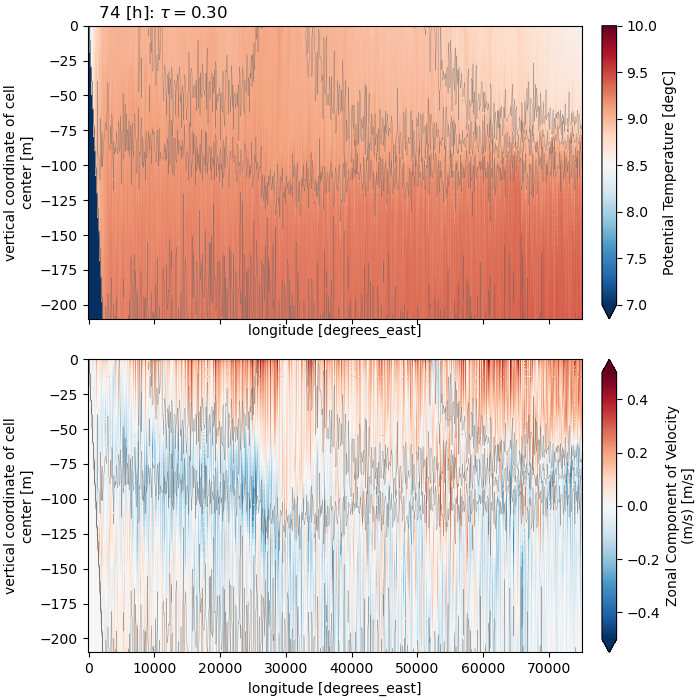 74 [h]: τ = 0.30
0
−25
−50
−75
−100
−125
−150
−175
−200
vertical coordinate of cell
center [m]
longitude [degrees_east]
10.0
9.5
9.0
8.5
8.0
7.5
7.0
Potential Temperature [degC]
0
−25
−50
−75
−100
−125
−150
−175
−200
vertical coordinate of cell
center [m]
0 10000 20000 30000 40000 50000 60000 70000
longitude [degrees_east]
0.4
0.2
0.0
−0.2
−0.4
Zonal Component of Velocity
(m/s) [m/s]